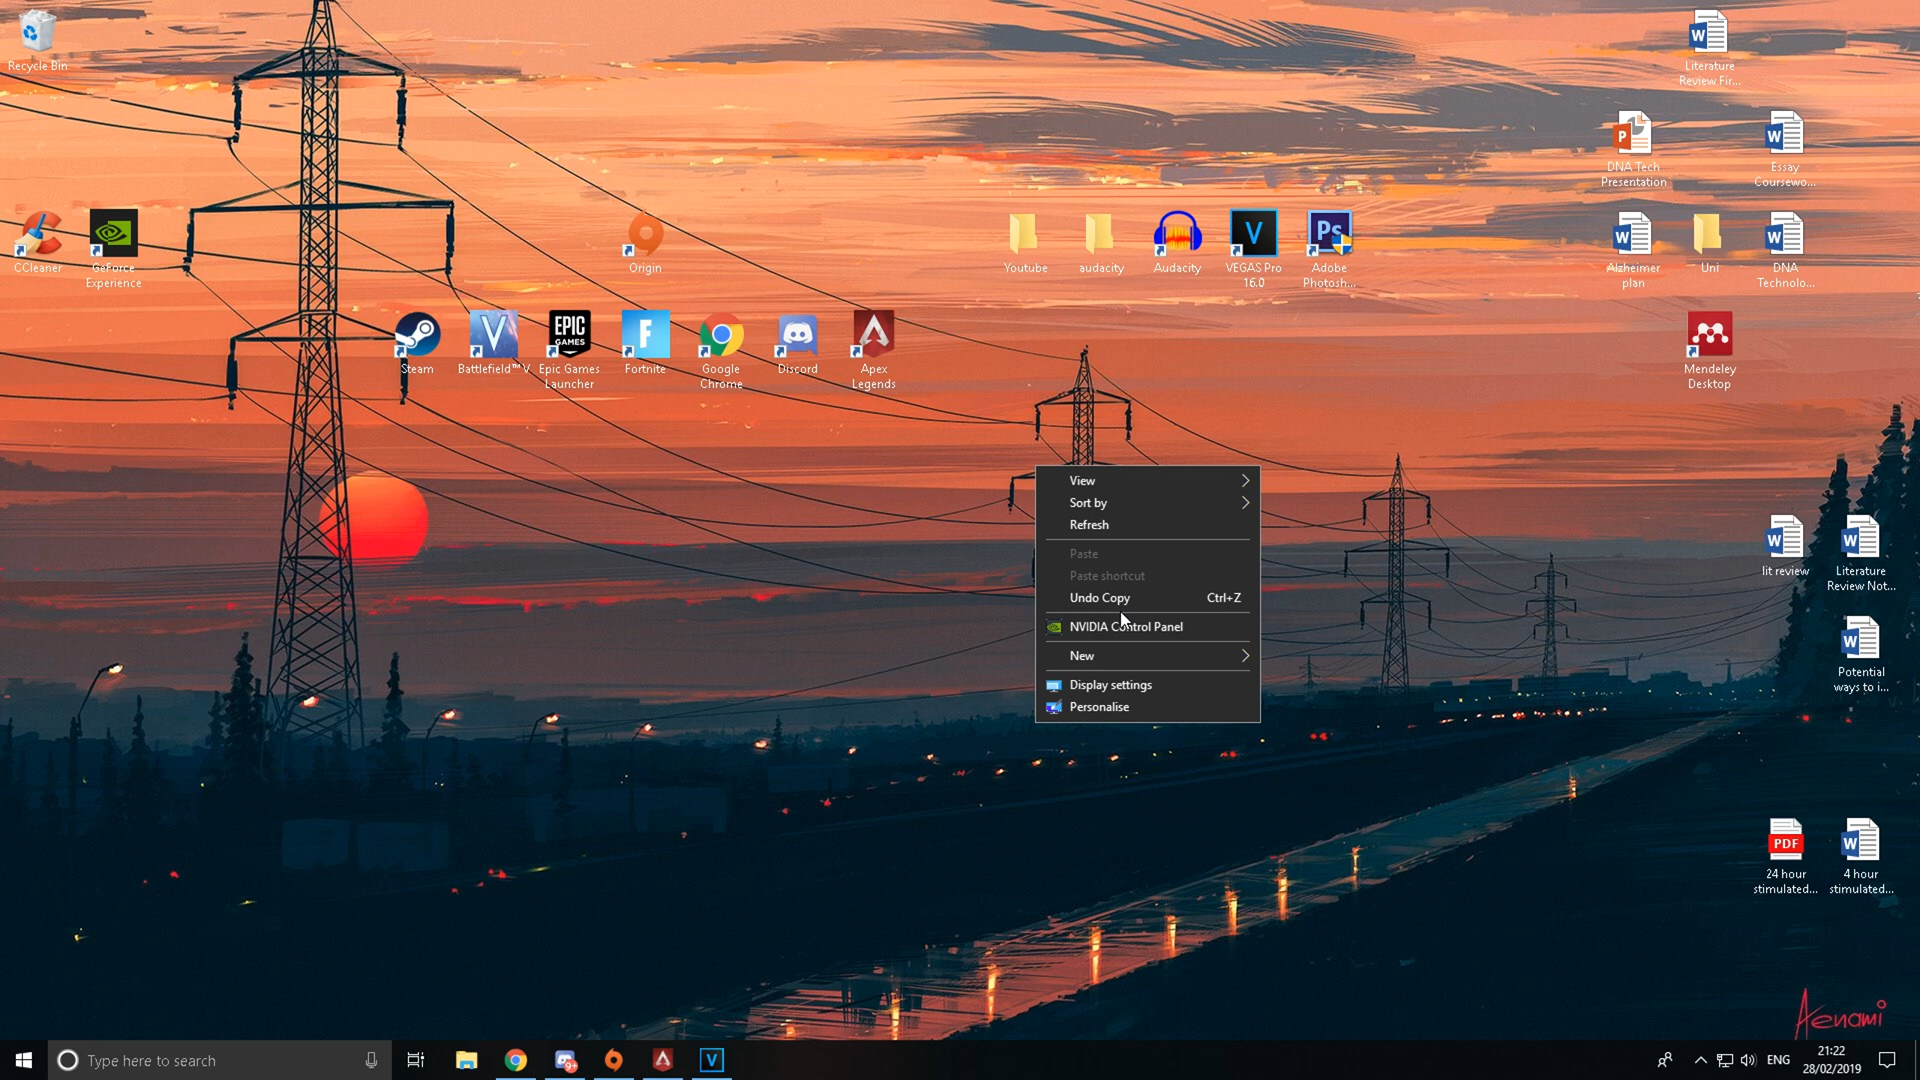 Recycle Bin
Literature
Review Fir...
DNA Tech
Presentation
Essay
Coursewo...
CCleaner
GeForce
Experience
Origin
Youtube
audacity
Audacity
VEGAS Pro
16.0
Adobe
Photosh...
Alzheimer
plan
Uni
DNA
Technolo...
Steam
Battlefield™ V
EPIC
GAMES
Epic Games
Launcher
Fortnite
Google
Chrome
Discord
Apex
Legends
Mendeley
Desktop
View
Sort by
Refresh
Paste
Paste shortcut
Undo Copy Ctrl+Z
NVIDIA Control Panel
New
Display settings
Personalise
lit review
Literature
Review Not...
Potential
ways to i...
PDF
24 hour
stimulated...
4 hour
stimulated...
Aenami
Type here to search
9+
ENG
21:22
28/02/2019